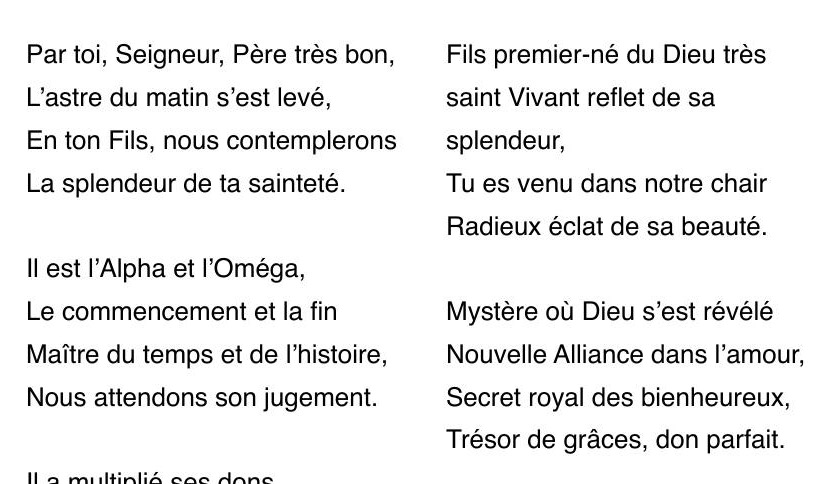 Par toi, Seigneur, Père très bon,
L’astre du matin s’est levé,
En ton Fils, nous contemplerons
La splendeur de ta sainteté.
Il est l’Alpha et l’Oméga,
Le commencement et la fin
Maître du temps et de l’histoire,
Nous attendons son jugement.
Il a multiplié ses dons
Fils premier-né du Dieu très
saint Vivant reflet de sa
splendeur,
Tu es venu dans notre chair
Radieux éclat de sa beauté.
Mystère où Dieu s’est révélé
Nouvelle Alliance dans l’amour,
Secret royal des bienheureux,
Trésor de grâces, don parfait.